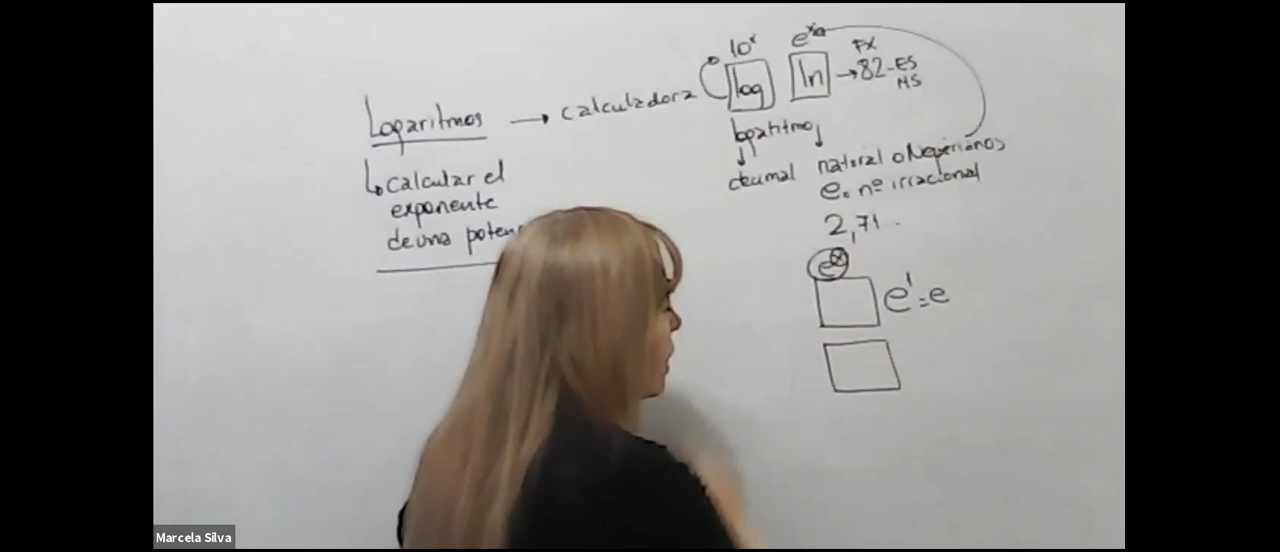 Logaritmos → calculadora
↳ calcular el
exponente
de una poten
10ˣ
log
eˣ
ln → 82-ES
FX
MS
logaritmo
decimal
natural o Neperianos
e = nº irracional
2,71..
eˣ
e¹ = e
Marcela Silva